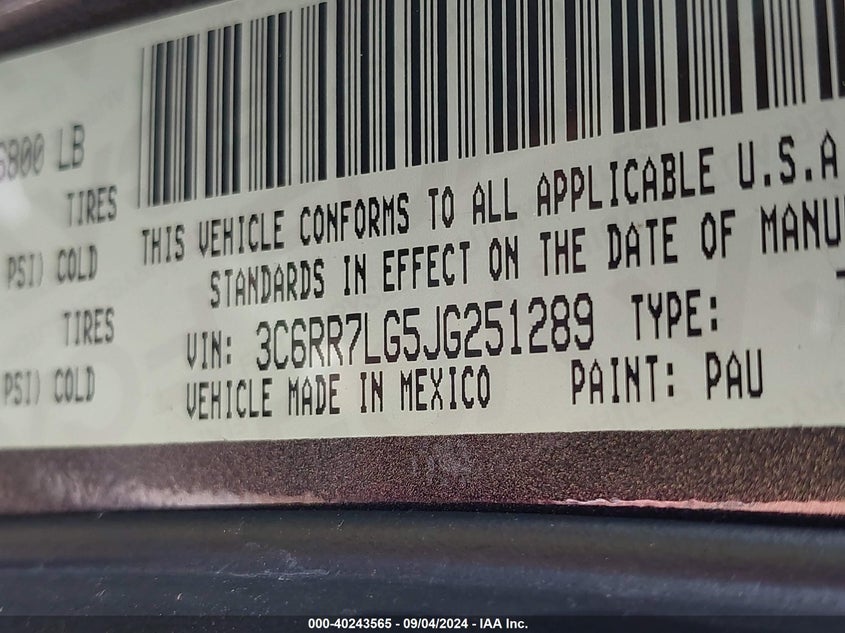 6800 LB
TIRES
PSI) COLD
TIRES
PSI) COLD
THIS VEHICLE CONFORMS TO ALL APPLICABLE U.S.A
STANDARDS IN EFFECT ON THE DATE OF MANU
VIN: 3C6RR7LG5JG251289 TYPE:
VEHICLE MADE IN MEXICO PAINT: PAU
000-40243565 - 09/04/2024 - IAA Inc.